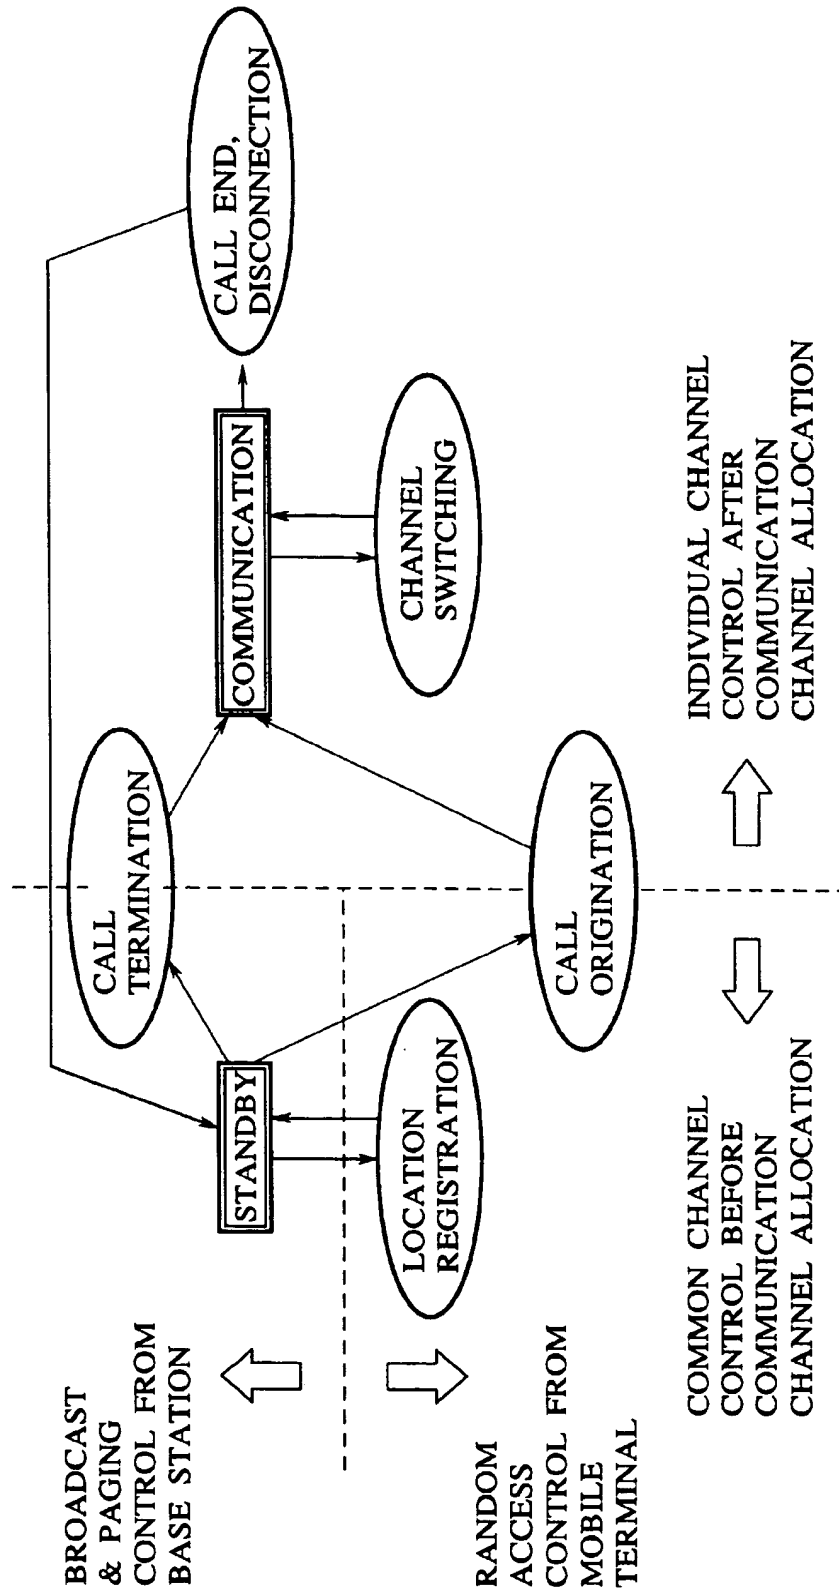 BROADCAST
& PAGING
CONTROL FROM
BASE STATION
RANDOM
ACCESS
CONTROL FROM
MOBILE
TERMINAL
STANDBY
LOCATION
REGISTRATION
CALL
TERMINATION
CALL
ORIGINATION
COMMUNICATION
CHANNEL
SWITCHING
CALL END,
DISCONNECTION
COMMON CHANNEL
CONTROL BEFORE
COMMUNICATION
CHANNEL ALLOCATION
INDIVIDUAL CHANNEL
CONTROL AFTER
COMMUNICATION
CHANNEL ALLOCATION